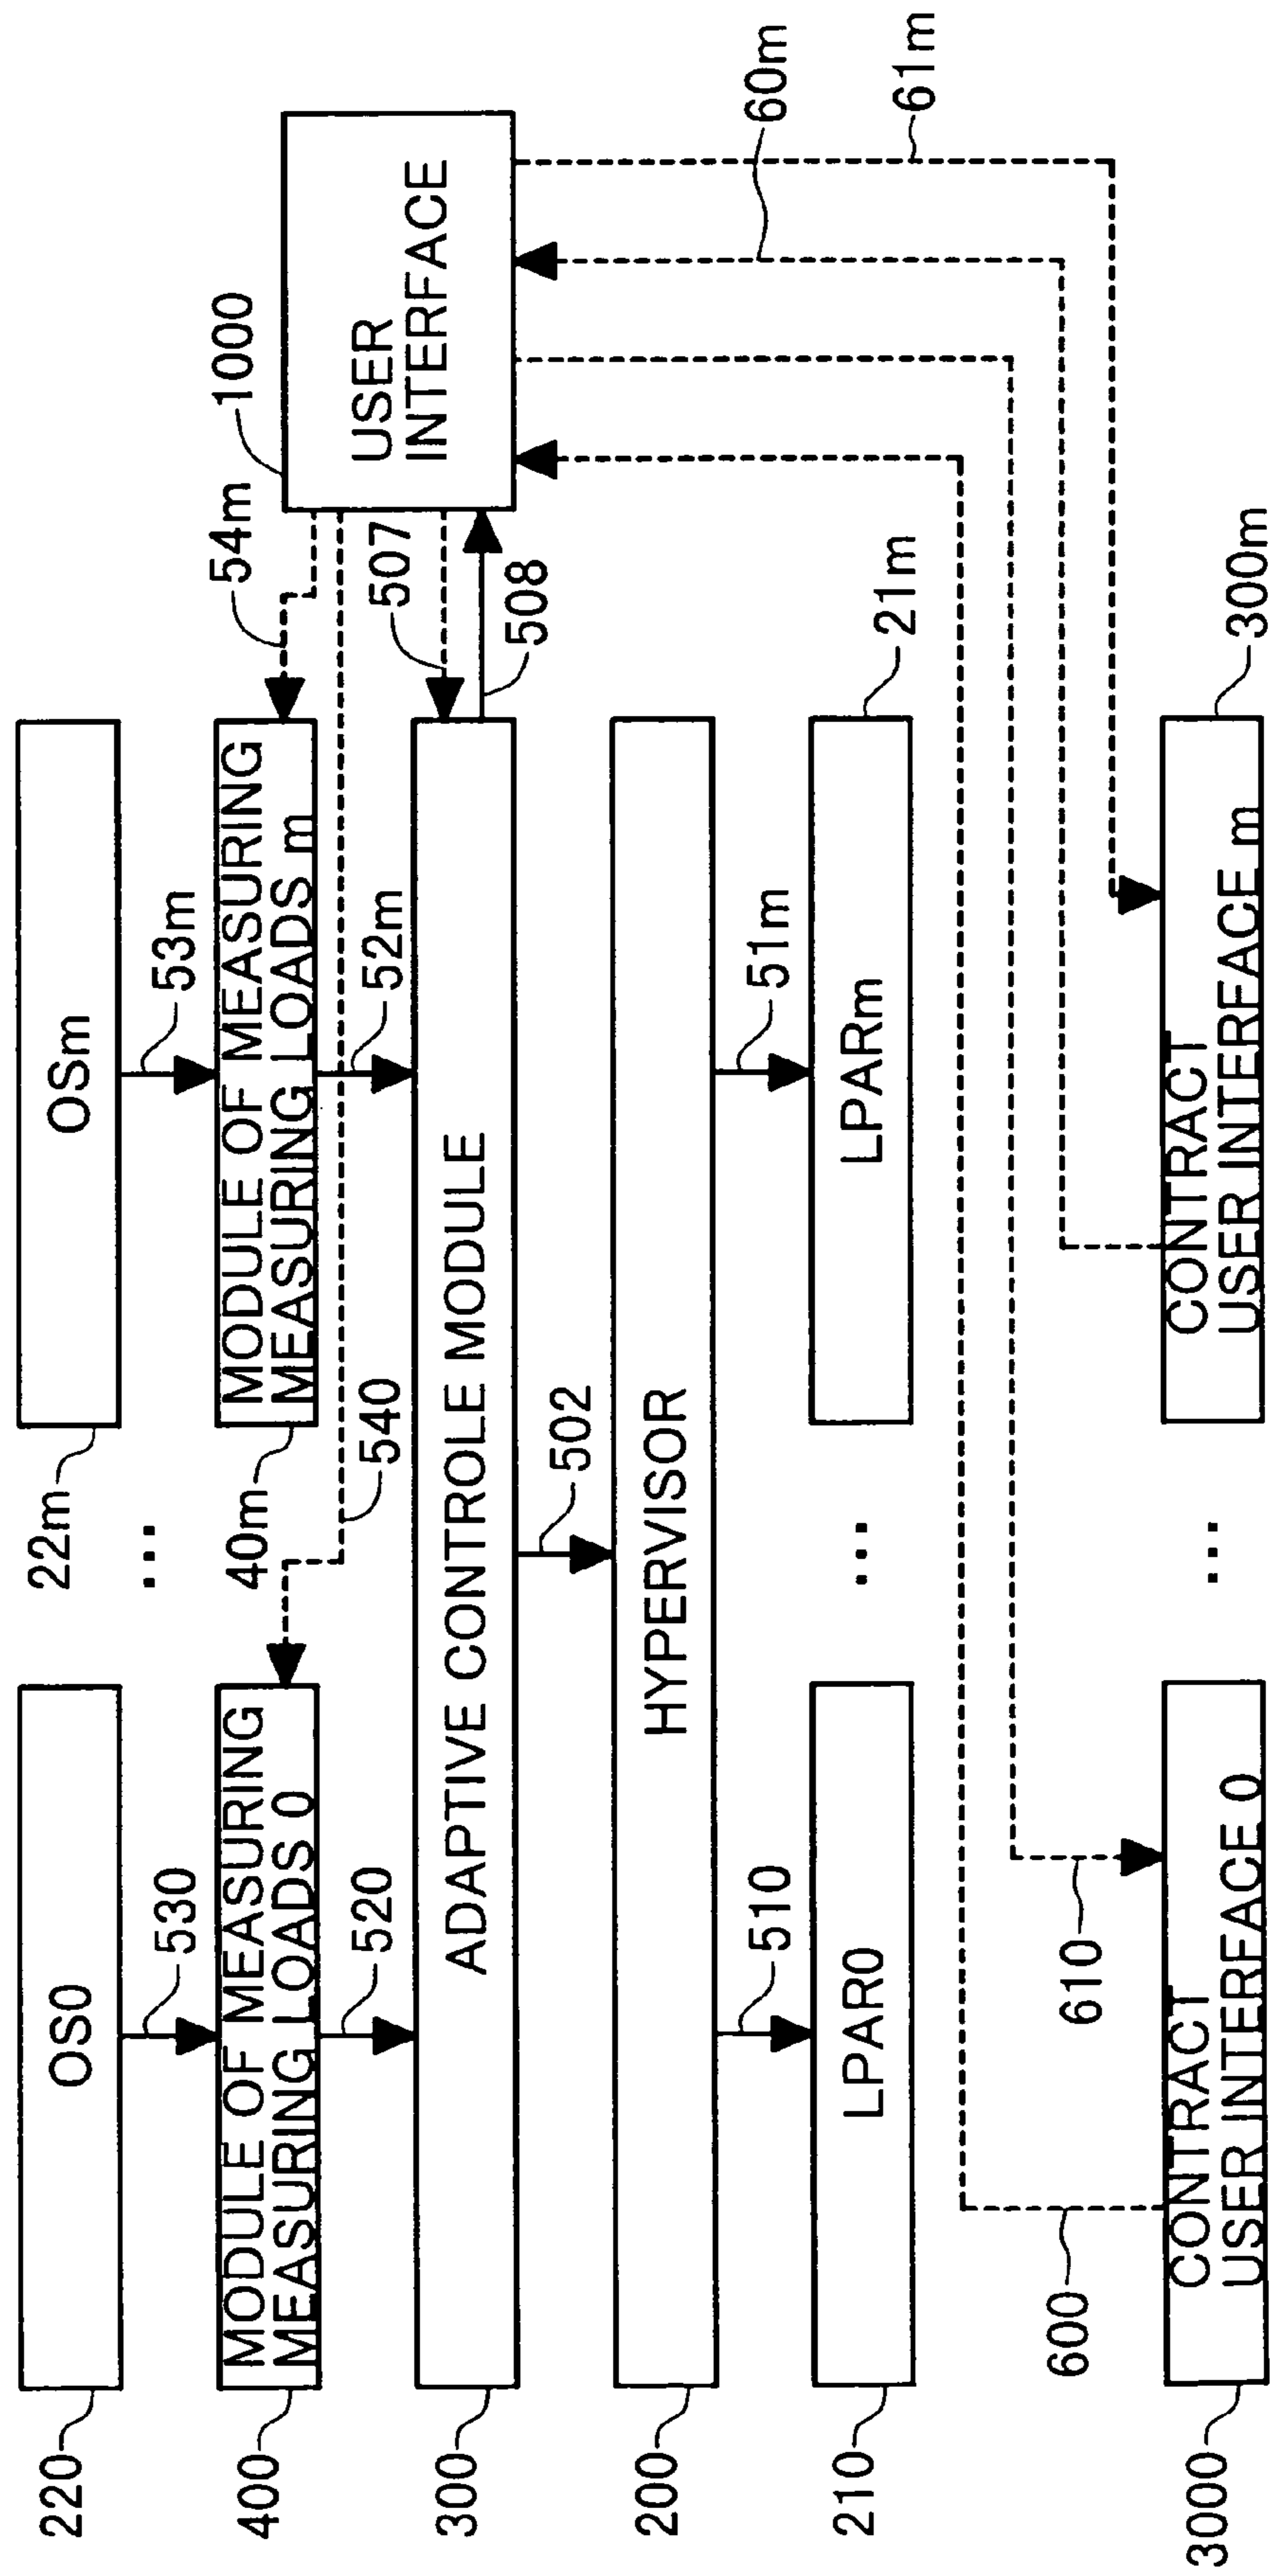 220
OS0
22m
OSm
...
530
53m
54m
1000
400
MODULE OF MEASURING
MEASURING LOADS 0
40m
MODULE OF MEASURING
MEASURING LOADS m
USER
INTERFACE
520
540
52m
507
508
300
ADAPTIVE CONTROLE MODULE
502
200
HYPERVISOR
510
51m
210
LPAR0
...
LPARm
21m
60m
61m
600
610
3000
CONTRACT
USER INTERFACE 0
...
CONTRACT
USER INTERFACE m
300m